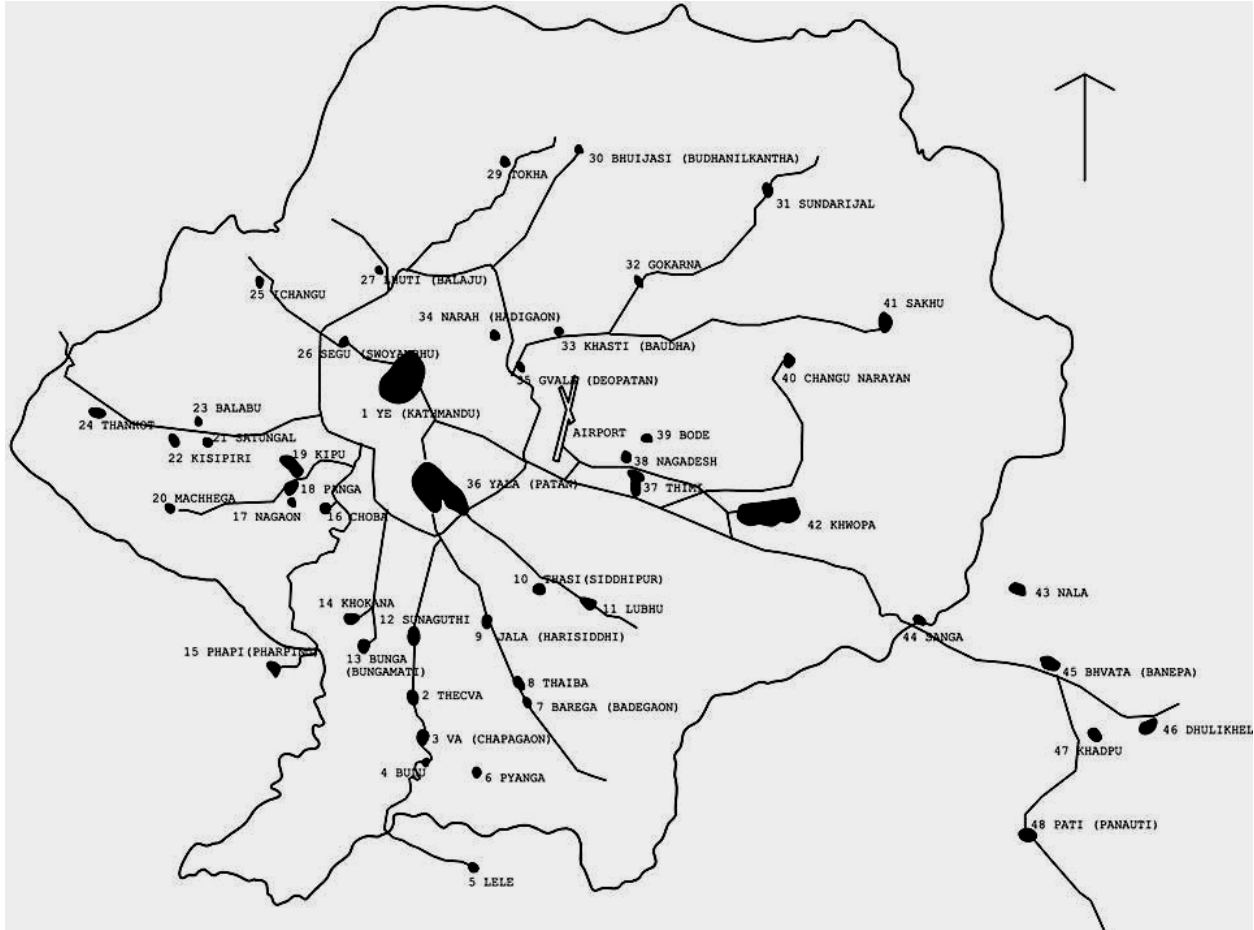 30 BHUIJASI (BUDHANILKANTHA)
29 TOKHA
31 SUNDARIJAL
32 GOKARNA
27 LHUTI (BALAJU)
25 ICHANGU
41 SAKHU
34 NARAH (HADIGAON)
33 KHASTI (BAUDHA)
26 SEGU (SWOYAMBHU)
35 GVALA (DEOPATAN)
40 CHANGU NARAYAN
23 BALABU
1 YE (KATHMANDU)
24 THANKOT
AIRPORT
39 BODE
21 SATUNGAL
22 KISIPIRI
19 KIPU
38 NAGADESH
36 YALA (PATAN)
37 THIMI
18 PANGA
20 MACHHEGA
17 NAGAON
16 CHOBA
42 KHWOPA
10 THASI(SIDDHIPUR)
43 NALA
14 KHOKANA
11 LUBHU
12 SUNAGUTHI
9 JALA (HARISIDDHI)
44 SANGA
15 PHAPI(PHARPING)
13 BUNGA
(BUNGAMATI)
45 BHVATA (BANEPA)
8 THAIBA
2 THECVA
7 BAREGA (BADEGAON)
46 DHULIKHEL
3 VA (CHAPAGAON)
47 KHADPU
4 BULU
6 PYANGA
48 PATI (PANAUTI)
5 LELE